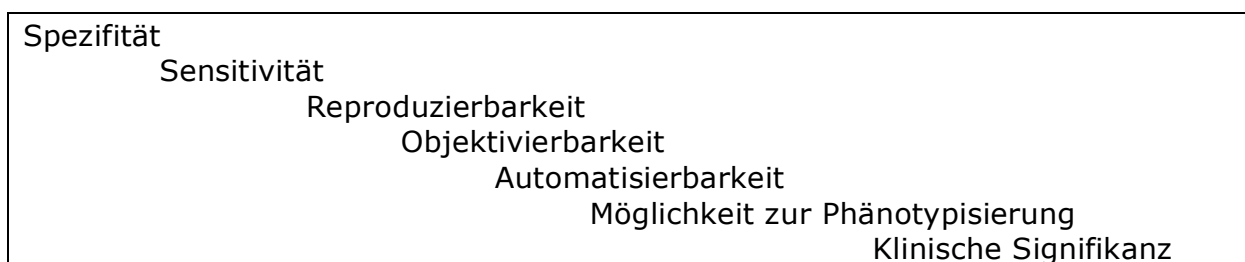 Spezifität
Sensitivität
Reproduzierbarkeit
Objektivierbarkeit
Automatisierbarkeit
Möglichkeit zur Phänotypisierung
Klinische Signifikanz